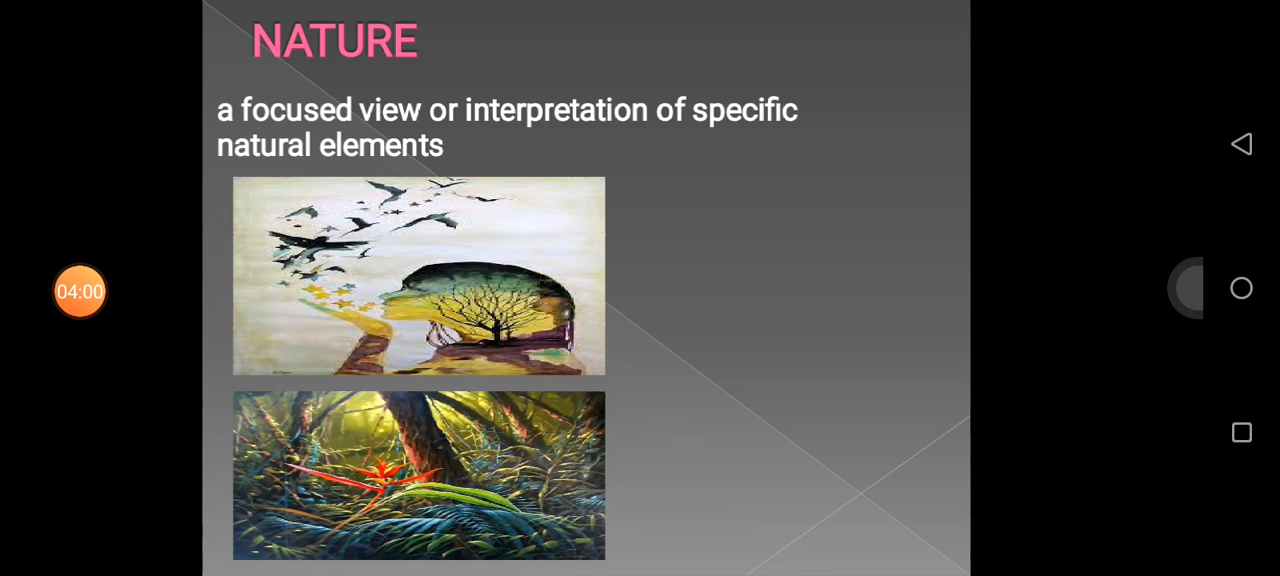 NATURE
a focused view or interpretation of specific
natural elements
04:00